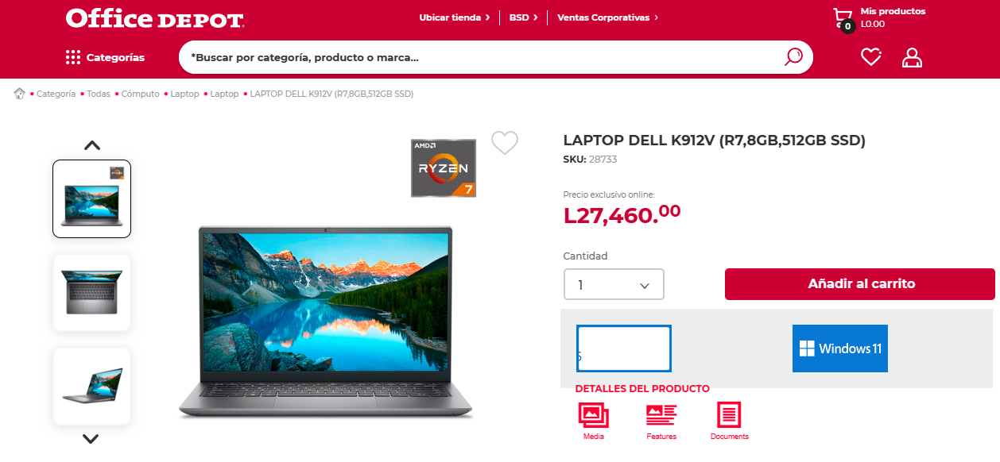 Office DEPOT
Ubicar tienda
BSD
Ventas Corporativas
Mis productos
0
L0.00
Categorías
*Buscar por categoría, producto o marca...
Categoría
Todas
Cómputo
Laptop
Laptop
LAPTOP DELL K912V (R7,8GB,512GB SSD)
AMD
RYZEN
7
LAPTOP DELL K912V (R7,8GB,512GB SSD)
SKU: 28733
Precio exclusivo online:
L27,460.00
Cantidad
1
Añadir al carrito
Windows 11
DETALLES DEL PRODUCTO
Media
Features
Documents